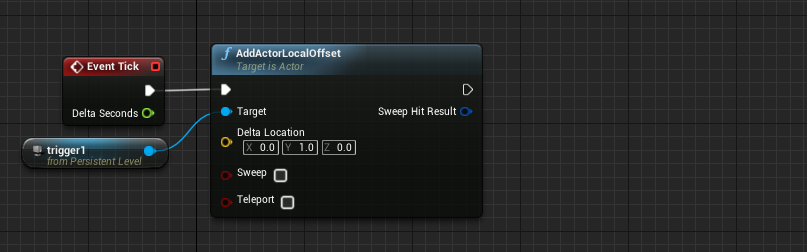 AddActorLocalOffset
Target is Actor
Event Tick
Delta Seconds
trigger1
from Persistent Level
Target
Sweep Hit Result
Delta Location
X 0.0 Y 1.0 Z 0.0
Sweep
Teleport